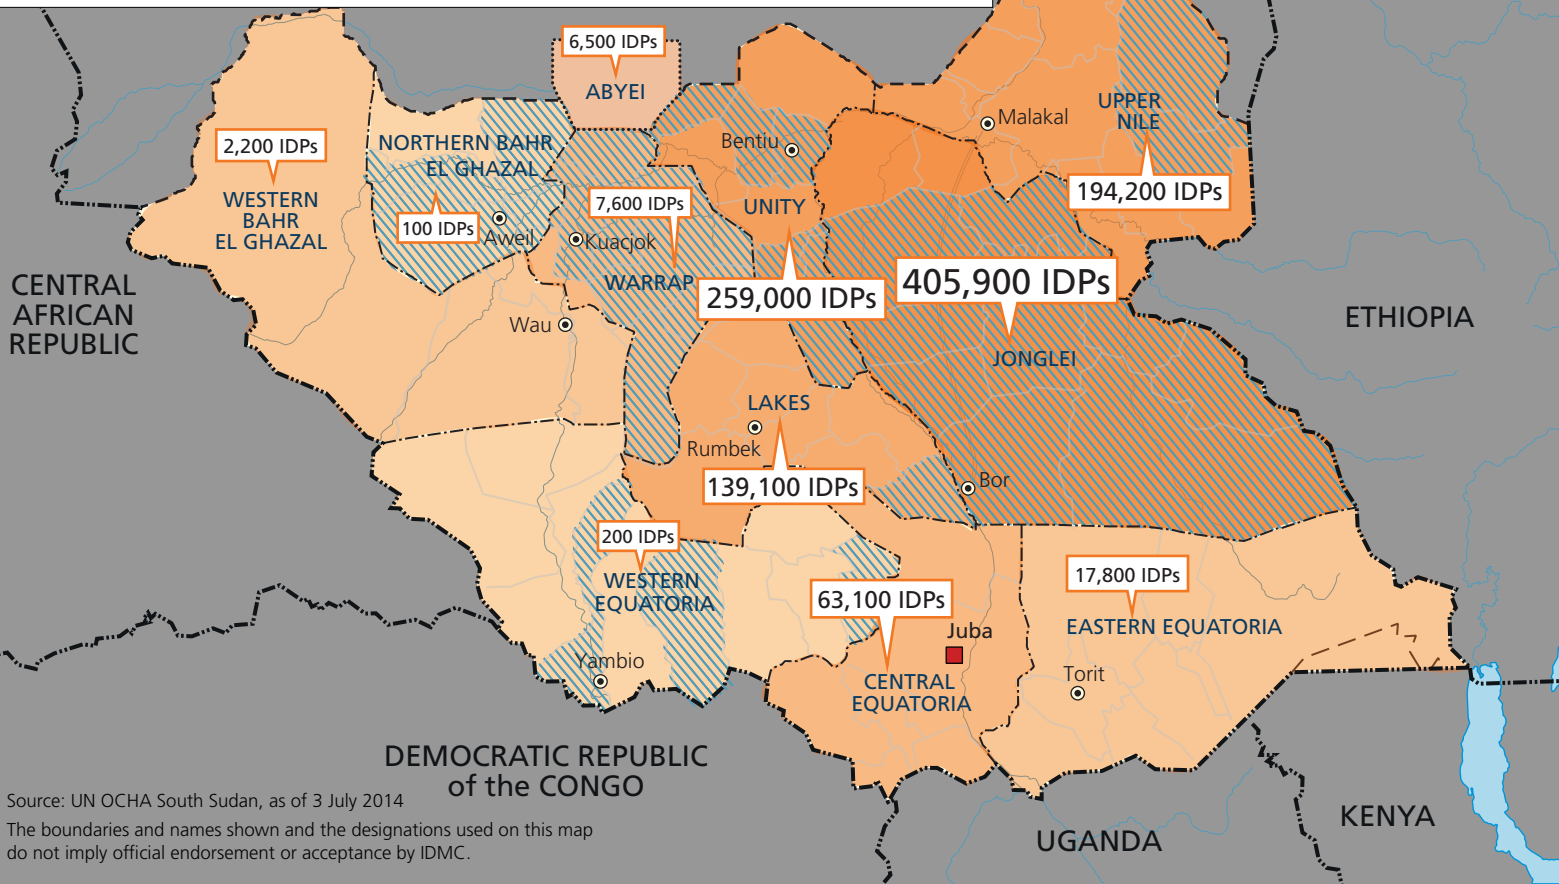 6,500 IDPs
ABYEI
UPPER
NILE
Malakal
2,200 IDPs
NORTHERN BAHR
EL GHAZAL
Bentiu
WESTERN
BAHR
EL GHAZAL
100 IDPs
Aweil
7,600 IDPs
Kuacjok
WARRAP
UNITY
194,200 IDPs
259,000 IDPs
405,900 IDPs
JONGLEI
CENTRAL
AFRICAN
REPUBLIC
ETHIOPIA
Wau
LAKES
Rumbek
139,100 IDPs
Bor
200 IDPs
WESTERN
EQUATORIA
Yambio
63,100 IDPs
Juba
CENTRAL
EQUATORIA
17,800 IDPs
EASTERN EQUATORIA
Torit
DEMOCRATIC REPUBLIC
of the CONGO
UGANDA
KENYA
Source: UN OCHA South Sudan, as of 3 July 2014
The boundaries and names shown and the designations used on this map
do not imply official endorsement or acceptance by IDMC.